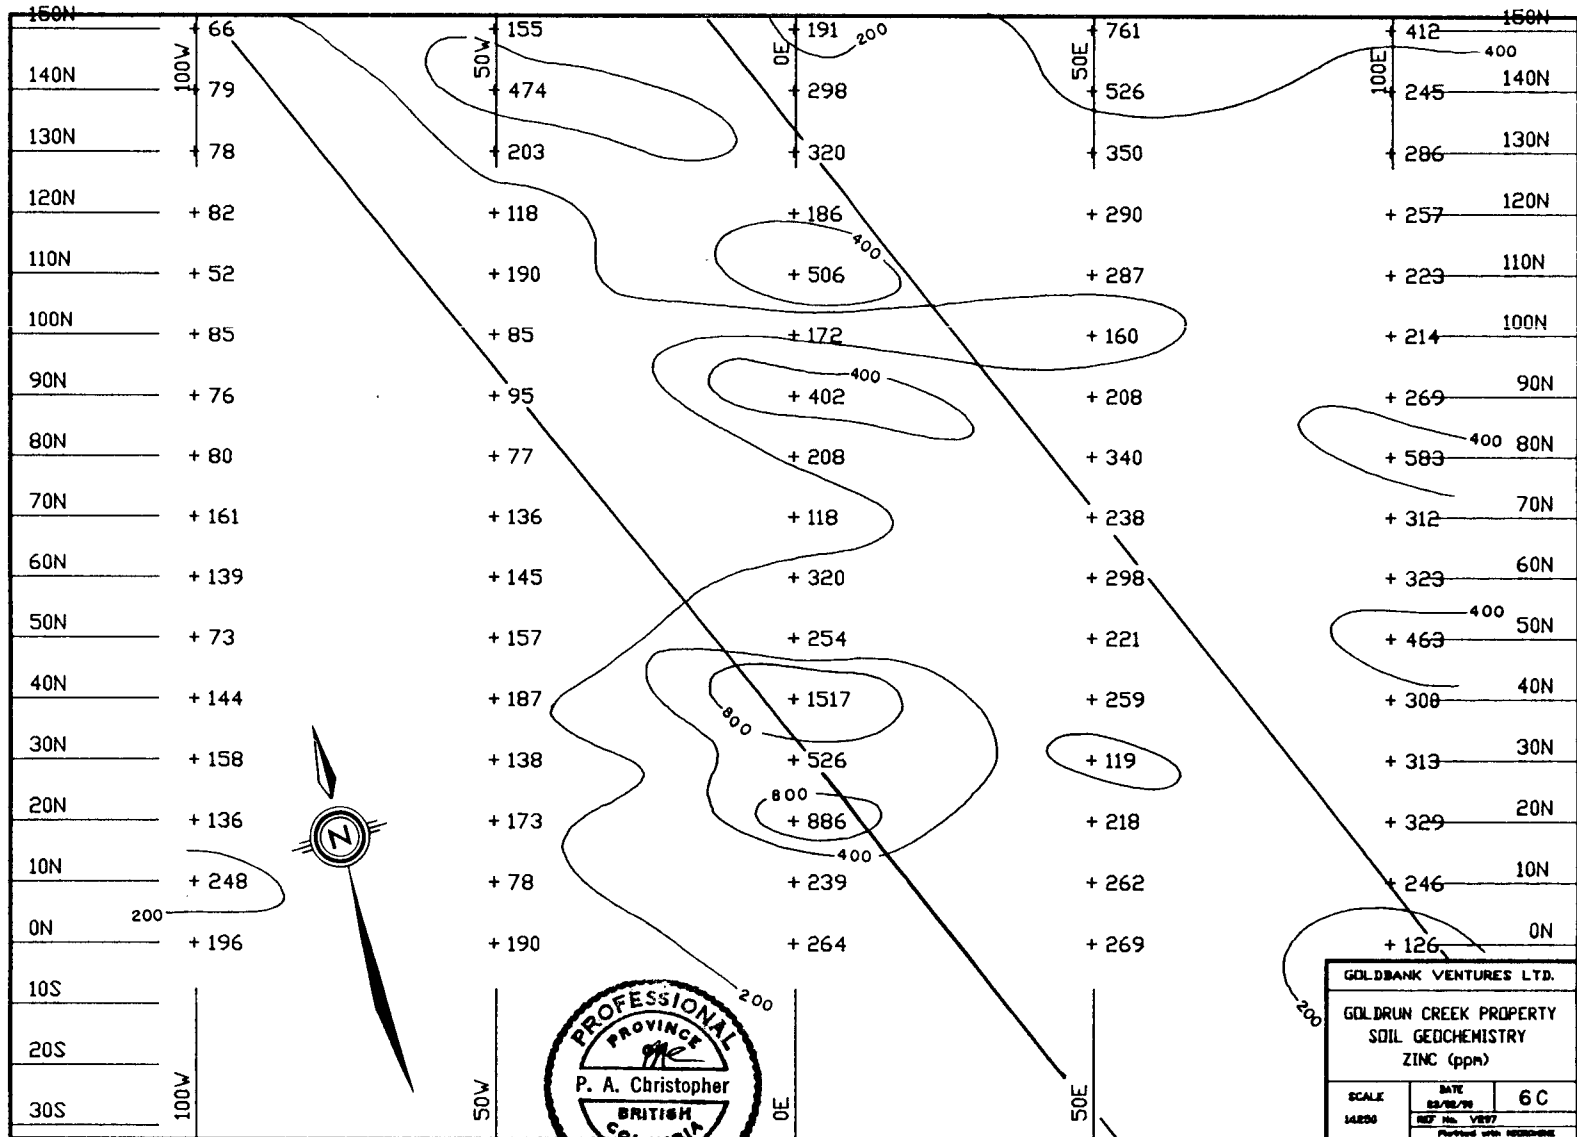 150N 66 155 191 761 412 150N
100W 50W 0E 50E 100E
200
400
140N 79 474 298 526 245 140N
130N 78 203 320 350 286 130N
120N 82 118 186 290 257 120N
400
110N 52 190 506 287 223 110N
100N 85 85 172 160 214 100N
400
90N 76 95 402 208 269 90N
400
80N 80 77 208 340 583 80N
70N 161 136 118 238 312 70N
60N 139 145 320 298 323 60N
400
50N 73 157 254 221 463 50N
40N 144 187 1517 259 308 40N
800
30N 158 138 526 119 313 30N
800
20N 136 173 886 218 329 20N
N
400
10N 248 78 239 262 246 10N
200
0N 196 190 264 269 126 0N
200
200
10S
20S
30S
100W 50W 0E 50E
PROFESSIONAL
PROVINCE
OF
P. A. Christopher
BRITISH
COLUMBIA
GOLDBANK VENTURES LTD.
GOLDRUN CREEK PROPERTY
SOIL GEOCHEMISTRY
ZINC (ppm)
SCALE
DATE
6C
REF No. V297
Plotted with